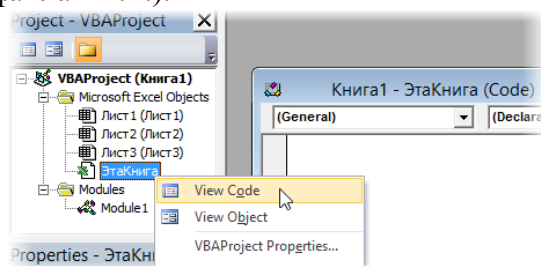 Project - VBAProject
VBAProject (Книга1)
Microsoft Excel Objects
Лист1 (Лист1)
Лист2 (Лист2)
Лист3 (Лист3)
ЭтаКнига
Modules
Module1
Книга1 - ЭтаКнига (Code)
(General)
(Declara
View Code
View Object
VBAProject Properties...
Properties - ЭтаКн